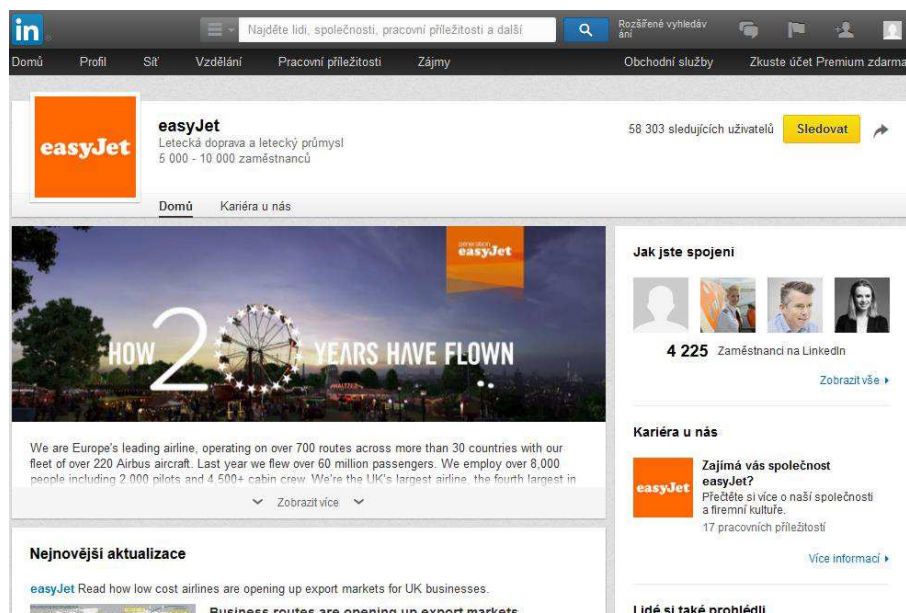 in
Najděte lidi, společnosti, pracovní příležitosti a další
Rozšířené vyhledáv
ání
Domů Profil Síť Vzdělání Pracovní příležitosti Zájmy Obchodní služby Zkuste účet Premium zdarma
easyJet
easyJet
Letecká doprava a letecký průmysl
5 000 - 10 000 zaměstnanců
58 303 sledujících uživatelů Sledovat
Domů Kariéra u nás
generation
easyJet
HOW 20 YEARS HAVE FLOWN
We are Europe's leading airline, operating on over 700 routes across more than 30 countries with our
fleet of over 220 Airbus aircraft. Last year we flew over 60 million passengers. We employ over 8,000
people including 2,000 pilots and 4,500+ cabin crew. We're the UK's largest airline, the fourth largest in
Zobrazit více
Nejnovější aktualizace
easyJet Read how low cost airlines are opening up export markets for UK businesses.
Business routes are opening up export markets
Jak jste spojeni
4 225 Zaměstnanci na LinkedIn
Zobrazit vše
Kariéra u nás
easyJet
Zajímá vás společnost
easyJet?
Přečtěte si více o naší společnosti
a firemní kultuře.
17 pracovních příležitostí
Více informací
Lidé si také prohlédli